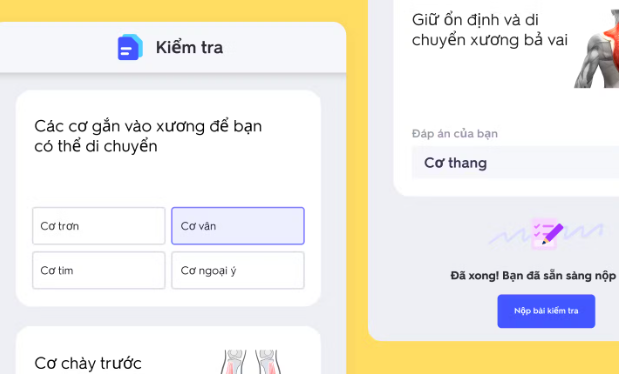 Kiểm tra
Các cơ gắn vào xương để bạn
có thể di chuyển
Cơ trơn
Cơ vân
Cơ tim
Cơ ngoại ý
Cơ chày trước
Giữ ổn định và di
chuyển xương bả vai
Đáp án của bạn
Cơ thang
Đã xong! Bạn đã sẵn sàng nộp
Nộp bài kiểm tra